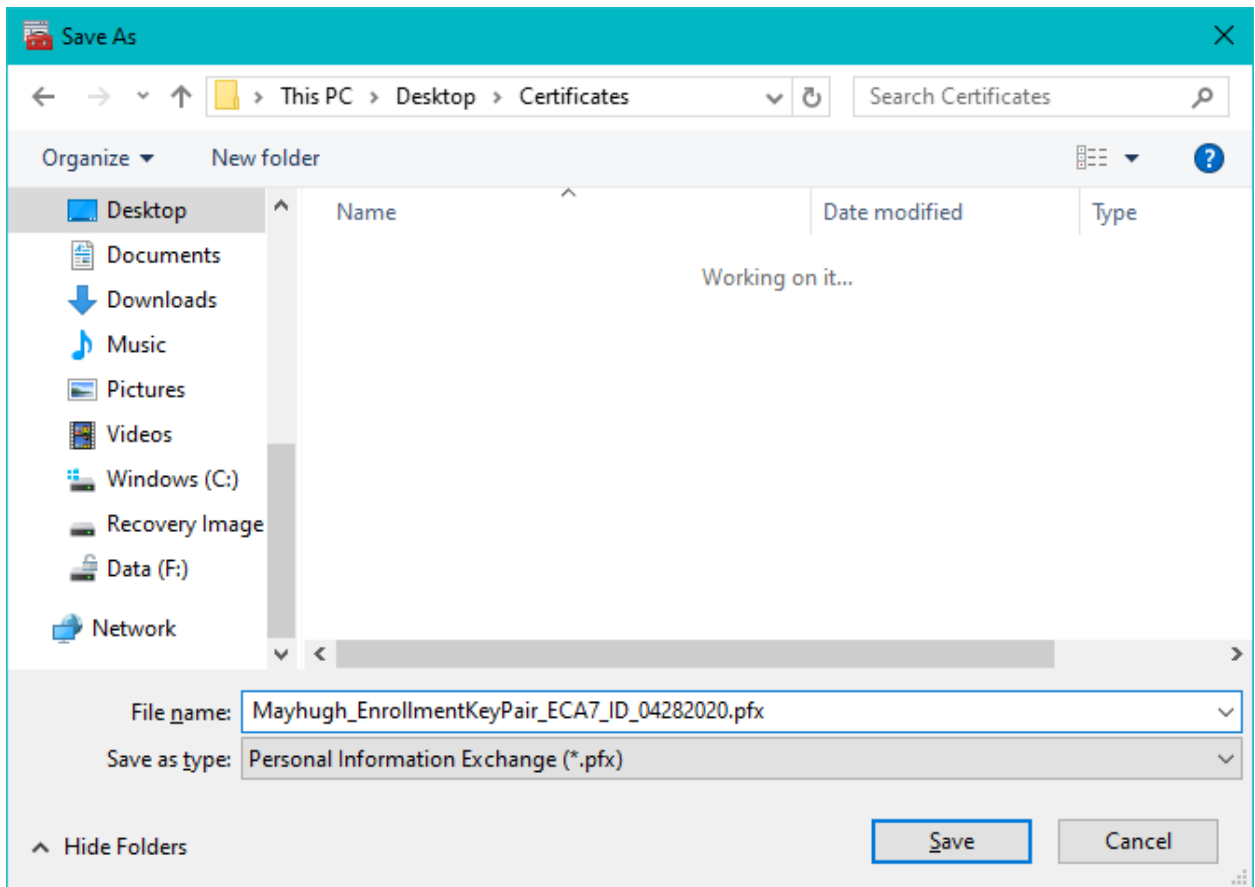 Save As
This PC > Desktop > Certificates
Search Certificates
Organize
New folder
?
Name
Date modified
Type
Working on it...
Desktop
Documents
Downloads
Music
Pictures
Videos
Windows (C:)
Recovery Image
Data (F:)
Network
File name: Mayhugh_EnrollmentKeyPair_ECA7_ID_04282020.pfx
Save as type: Personal Information Exchange (*.pfx)
Hide Folders
Save
Cancel